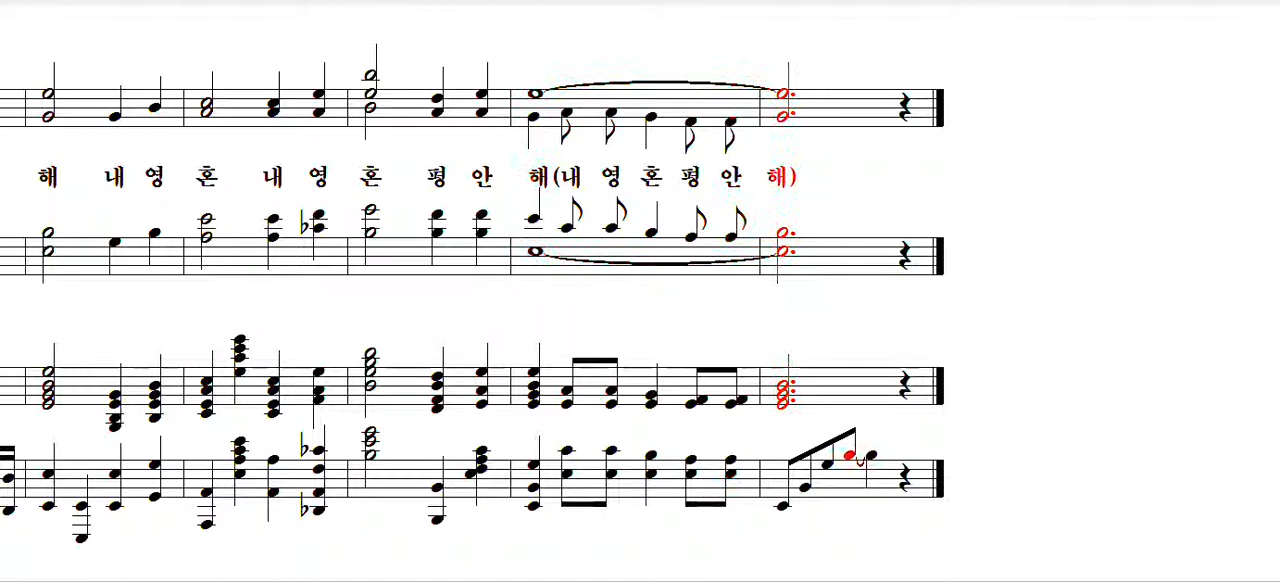 해 내 영 혼 내 영 혼 평 안 해(내 영 혼 평 안 해)